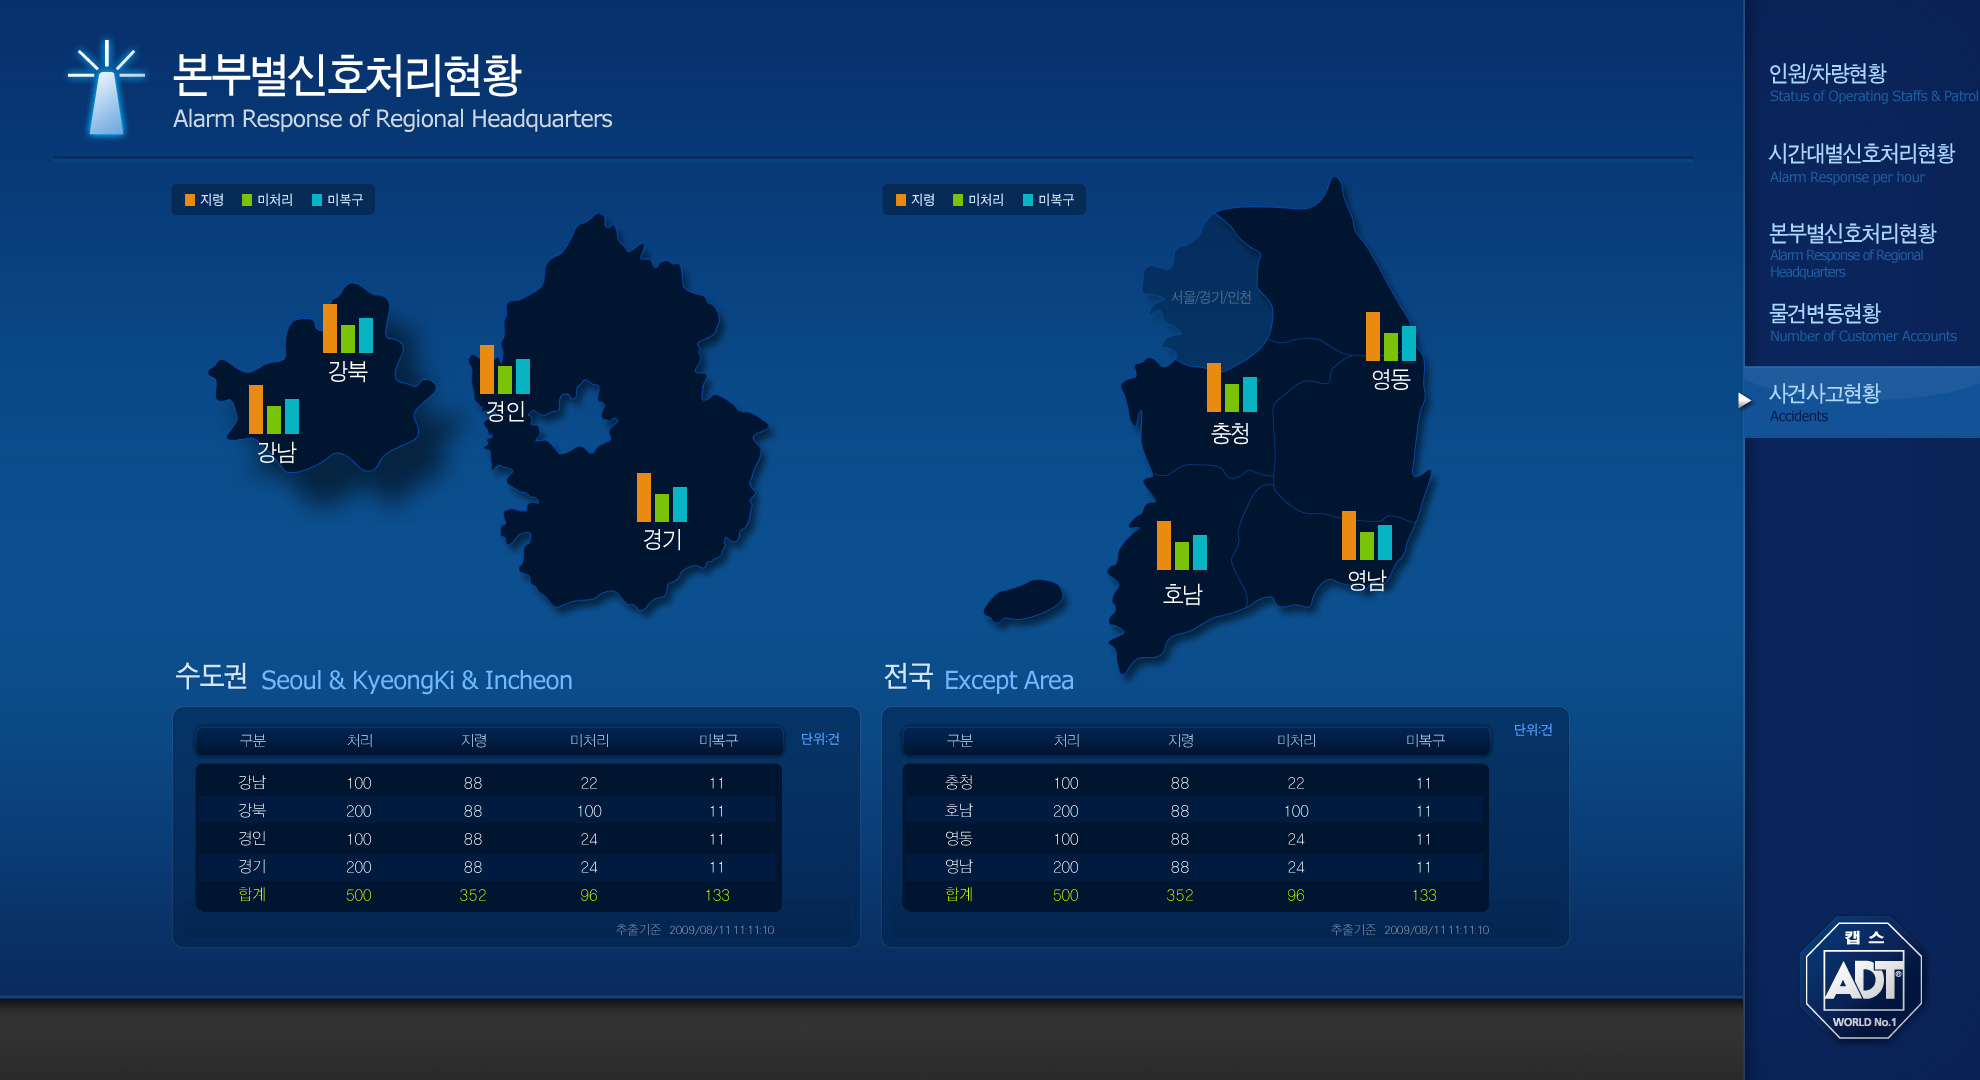 본부별신호처리현황
Alarm Response of Regional Headquarters
지령 미처리 미복구
강북
강남
경인
경기
지령 미처리 미복구
서울/경기/인천
영동
충청
호남
영남
수도권 Seoul & KyeongKi & Incheon
구분 처리 지령 미처리 미복구 단위:건
강남 100 88 22 11
강북 200 88 100 11
경인 100 88 24 11
경기 200 88 24 11
합계 500 352 96 133
추출기준 2009/08/11 11:11:10
전국 Except Area
구분 처리 지령 미처리 미복구 단위:건
충청 100 88 22 11
호남 200 88 100 11
영동 100 88 24 11
영남 200 88 24 11
합계 500 352 96 133
추출기준 2009/08/11 11:11:10
인원/차량현황
Status of Operating Staffs & Patrol
시간대별신호처리현황
Alarm Response per hour
본부별신호처리현황
Alarm Response of Regional
Headquarters
물건변동현황
Number of Customer Accounts
사건사고현황
Accidents
캡스
ADT®
WORLD No.1